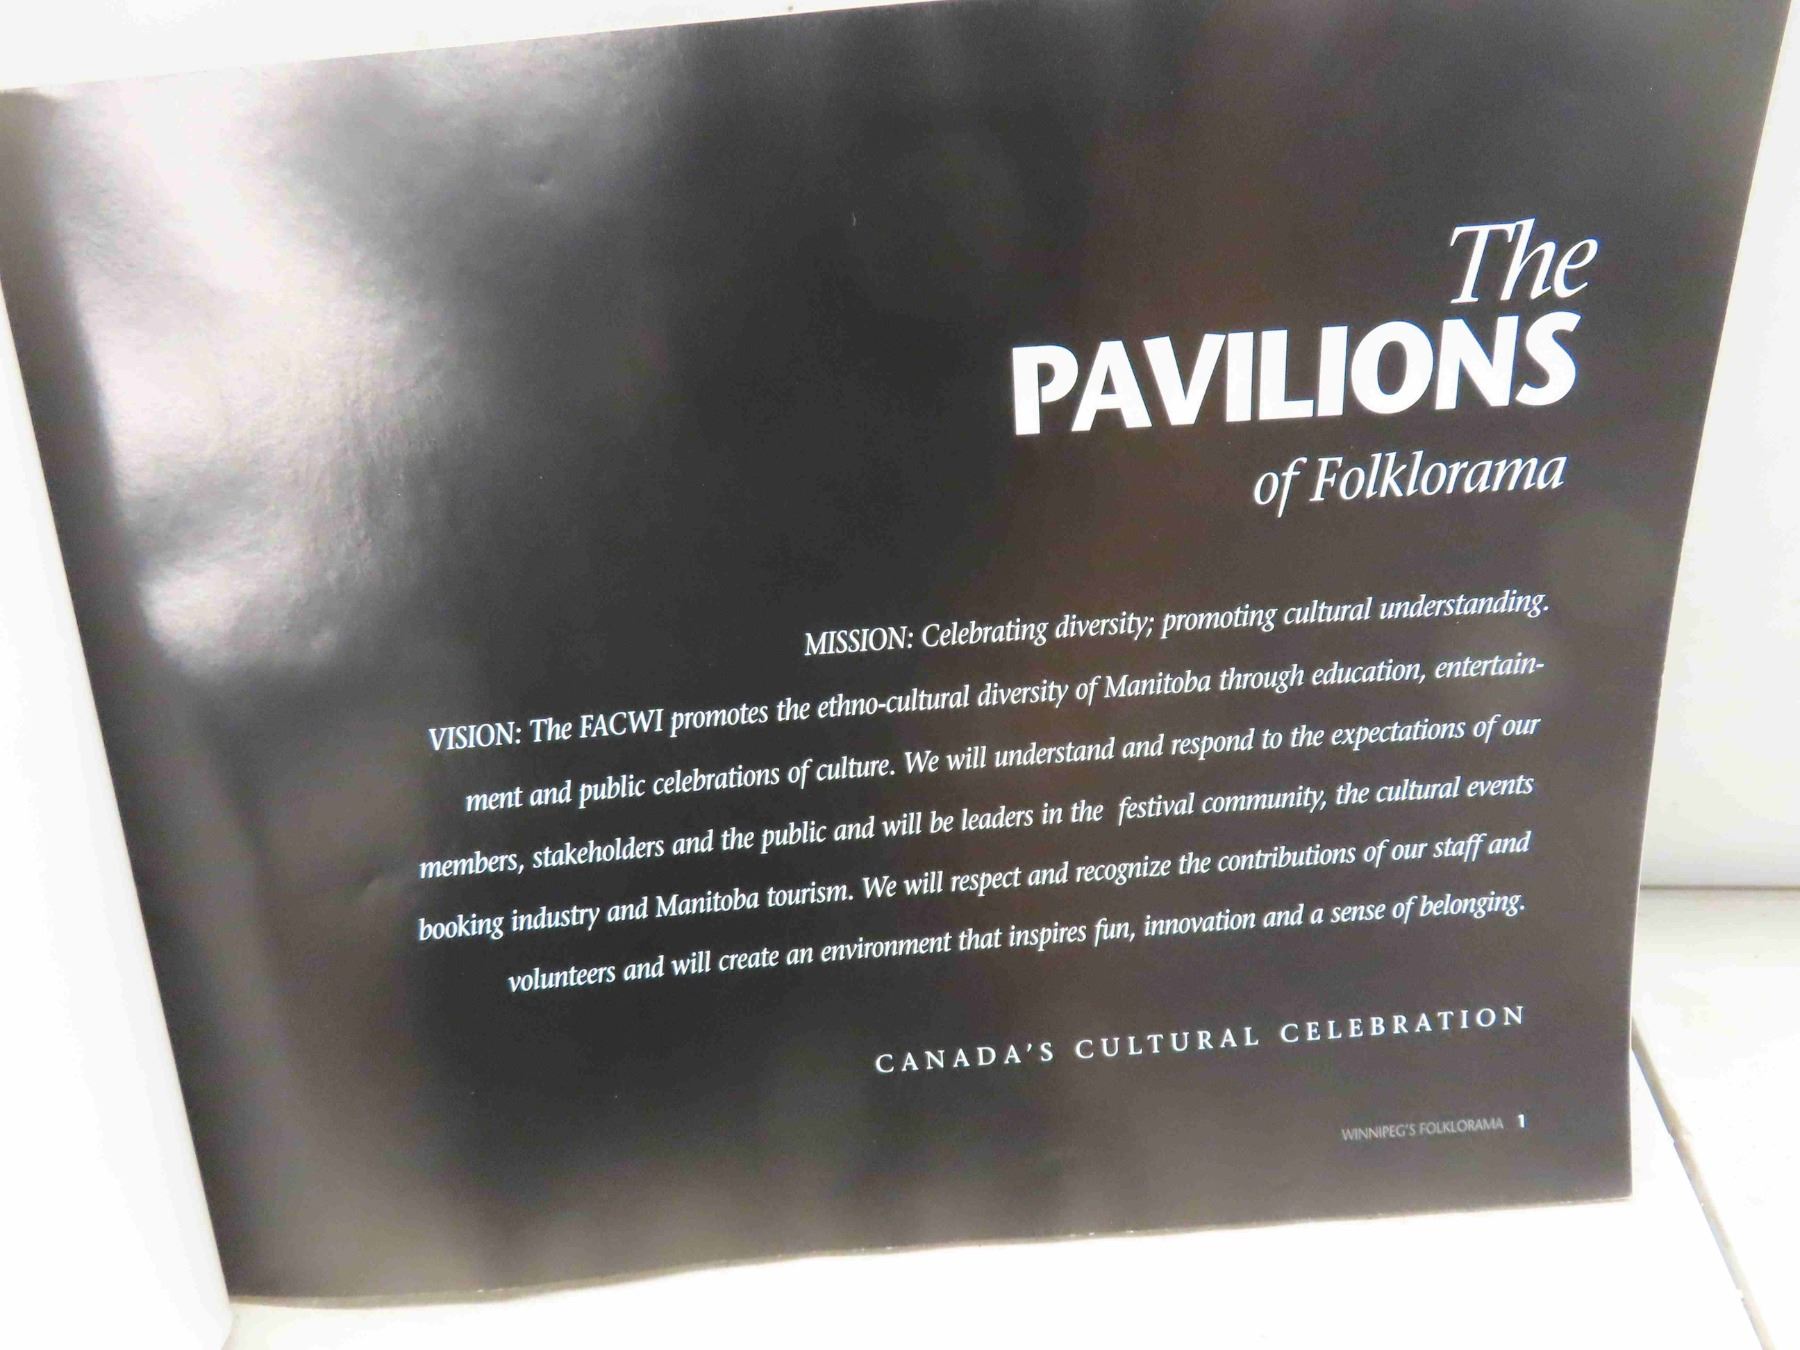 The
PAVILIONS
of Folklorama
MISSION: Celebrating diversity; promoting cultural understanding.
VISION: The FACWI promotes the ethno-cultural diversity of Manitoba through education, entertain-
ment and public celebrations of culture. We will understand and respond to the expectations of our
members, stakeholders and the public and will be leaders in the festival community, the cultural events
booking industry and Manitoba tourism. We will respect and recognize the contributions of our staff and
volunteers and will create an environment that inspires fun, innovation and a sense of belonging.
CANADA'S CULTURAL CELEBRATION
WINNIPEG'S FOLKLORAMA 1